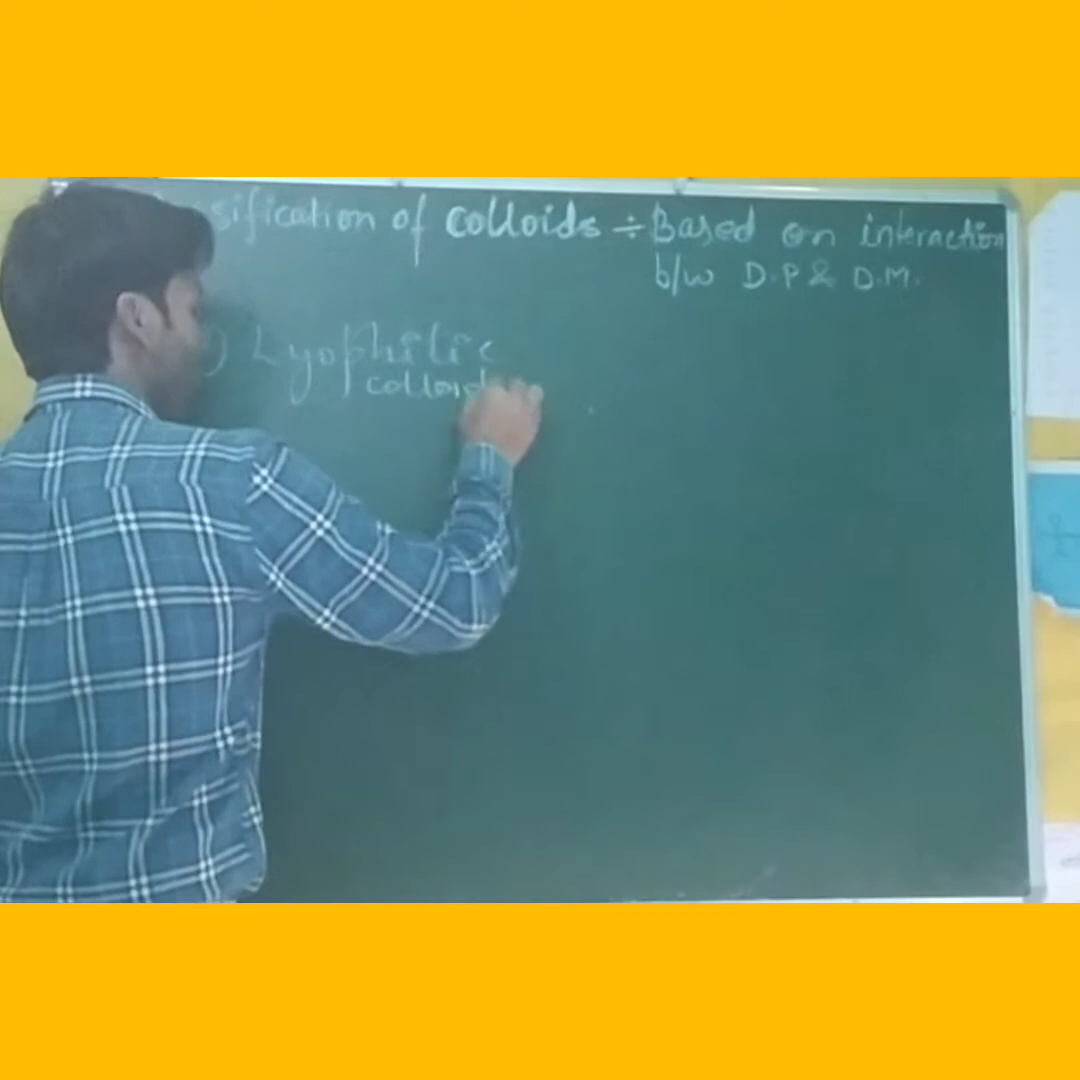 sification of colloids ÷ Based on interaction
b/w D.P & D.M.
) Lyophilic
colloid